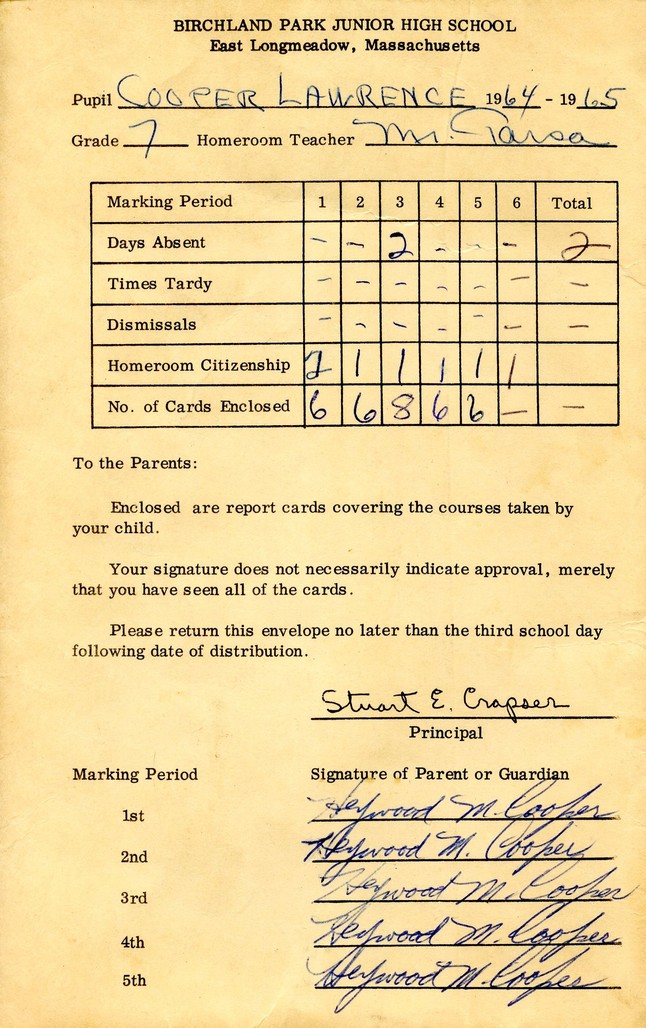 BIRCHLAND PARK JUNIOR HIGH SCHOOL
East Longmeadow, Massachusetts
Pupil COOPER LAWRENCE 1964 - 1965
Grade 7 Homeroom Teacher Mr.
Marking Period 1 2 3 4 5 6 Total
Days Absent - - 2 - - - 2
Times Tardy - - - - - - -
Dismissals - - - - - - -
Homeroom Citizenship 2 1 1 1 1 1
No. of Cards Enclosed 6 6 8 6 6 - -
To the Parents:
Enclosed are report cards covering the courses taken by
your child.
Your signature does not necessarily indicate approval, merely
that you have seen all of the cards.
Please return this envelope no later than the third school day
following date of distribution.
Stuart E. Crapser
Principal
Marking Period Signature of Parent or Guardian
1st Heywood M. Cooper
2nd Heywood M. Cooper
3rd Heywood M. Cooper
4th Heywood M. Cooper
5th Heywood M. Cooper